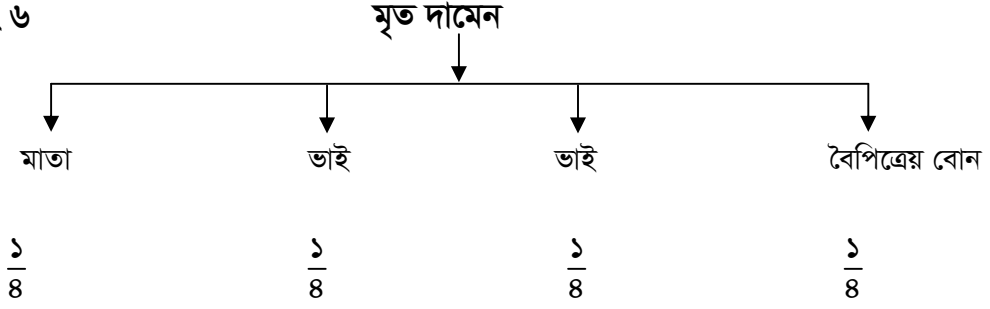 ৬ মৃত দামেন
মাতা ভাই ভাই বৈপিত্রেয় বোন
১/৪ ১/৪ ১/৪ ১/৪